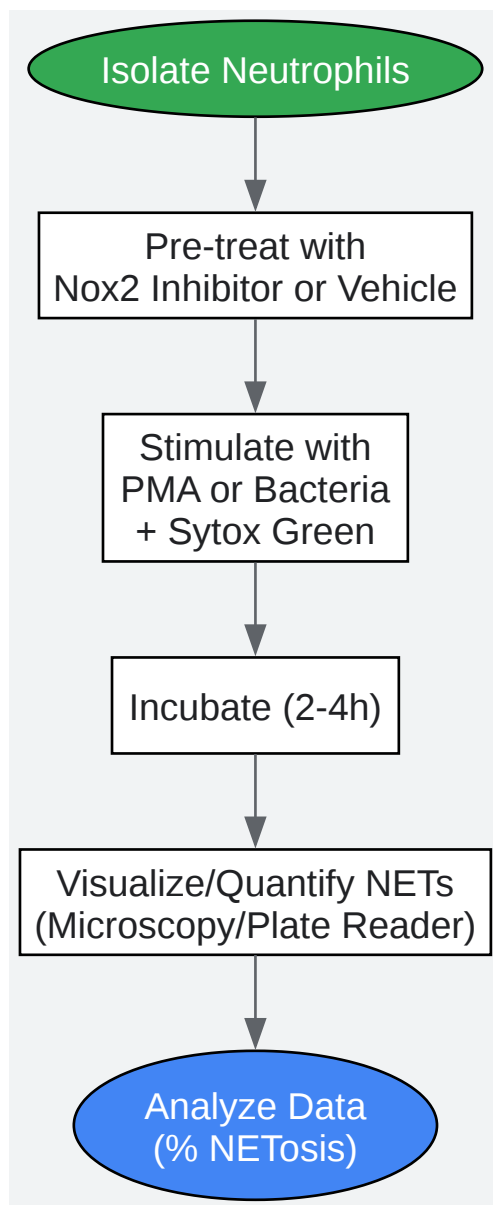 Isolate Neutrophils
Pre-treat with
Nox2 Inhibitor or Vehicle
Stimulate with
PMA or Bacteria
+ Sytox Green
Incubate (2-4h)
Visualize/Quantify NETs
(Microscopy/Plate Reader)
Analyze Data
(% NETosis)